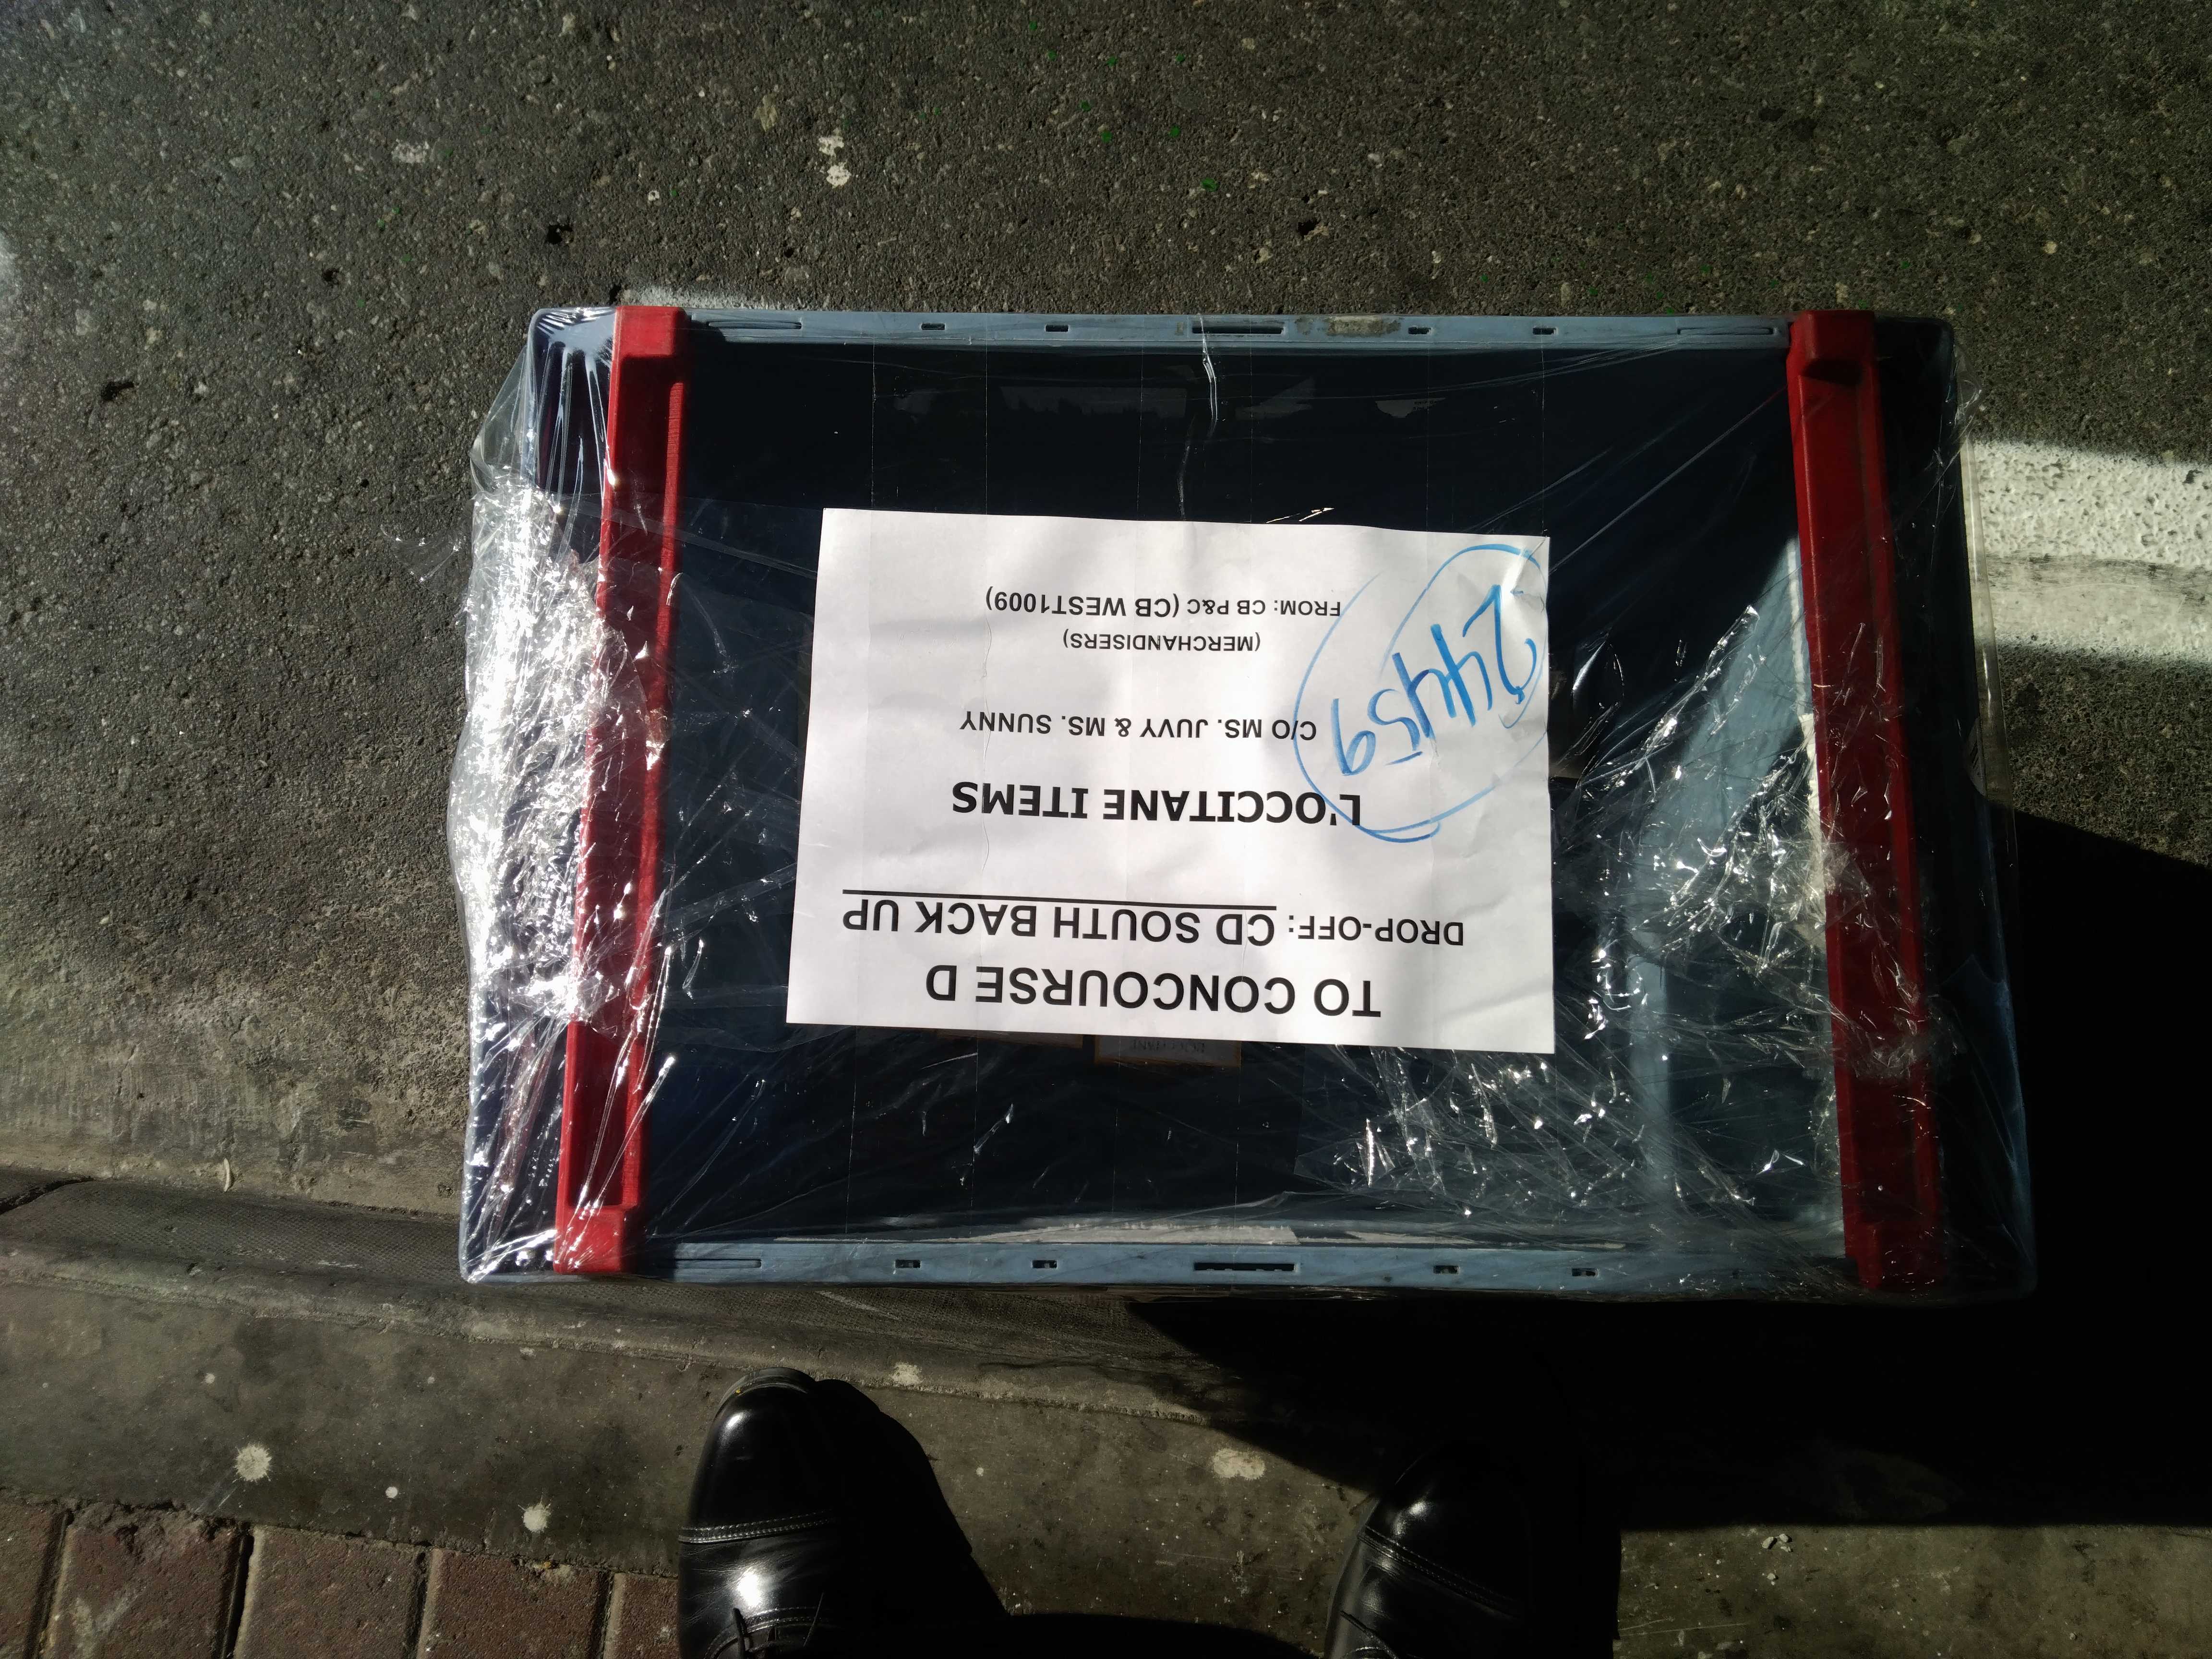 TO CONCOURSE D
DROP-OFF: CD SOUTH BACK UP
L'OCCITANE ITEMS
C/O MS. JUVY & MS. SUNNY
(MERCHANDISERS)
FROM: CB P&C (CB WEST1009)
24459